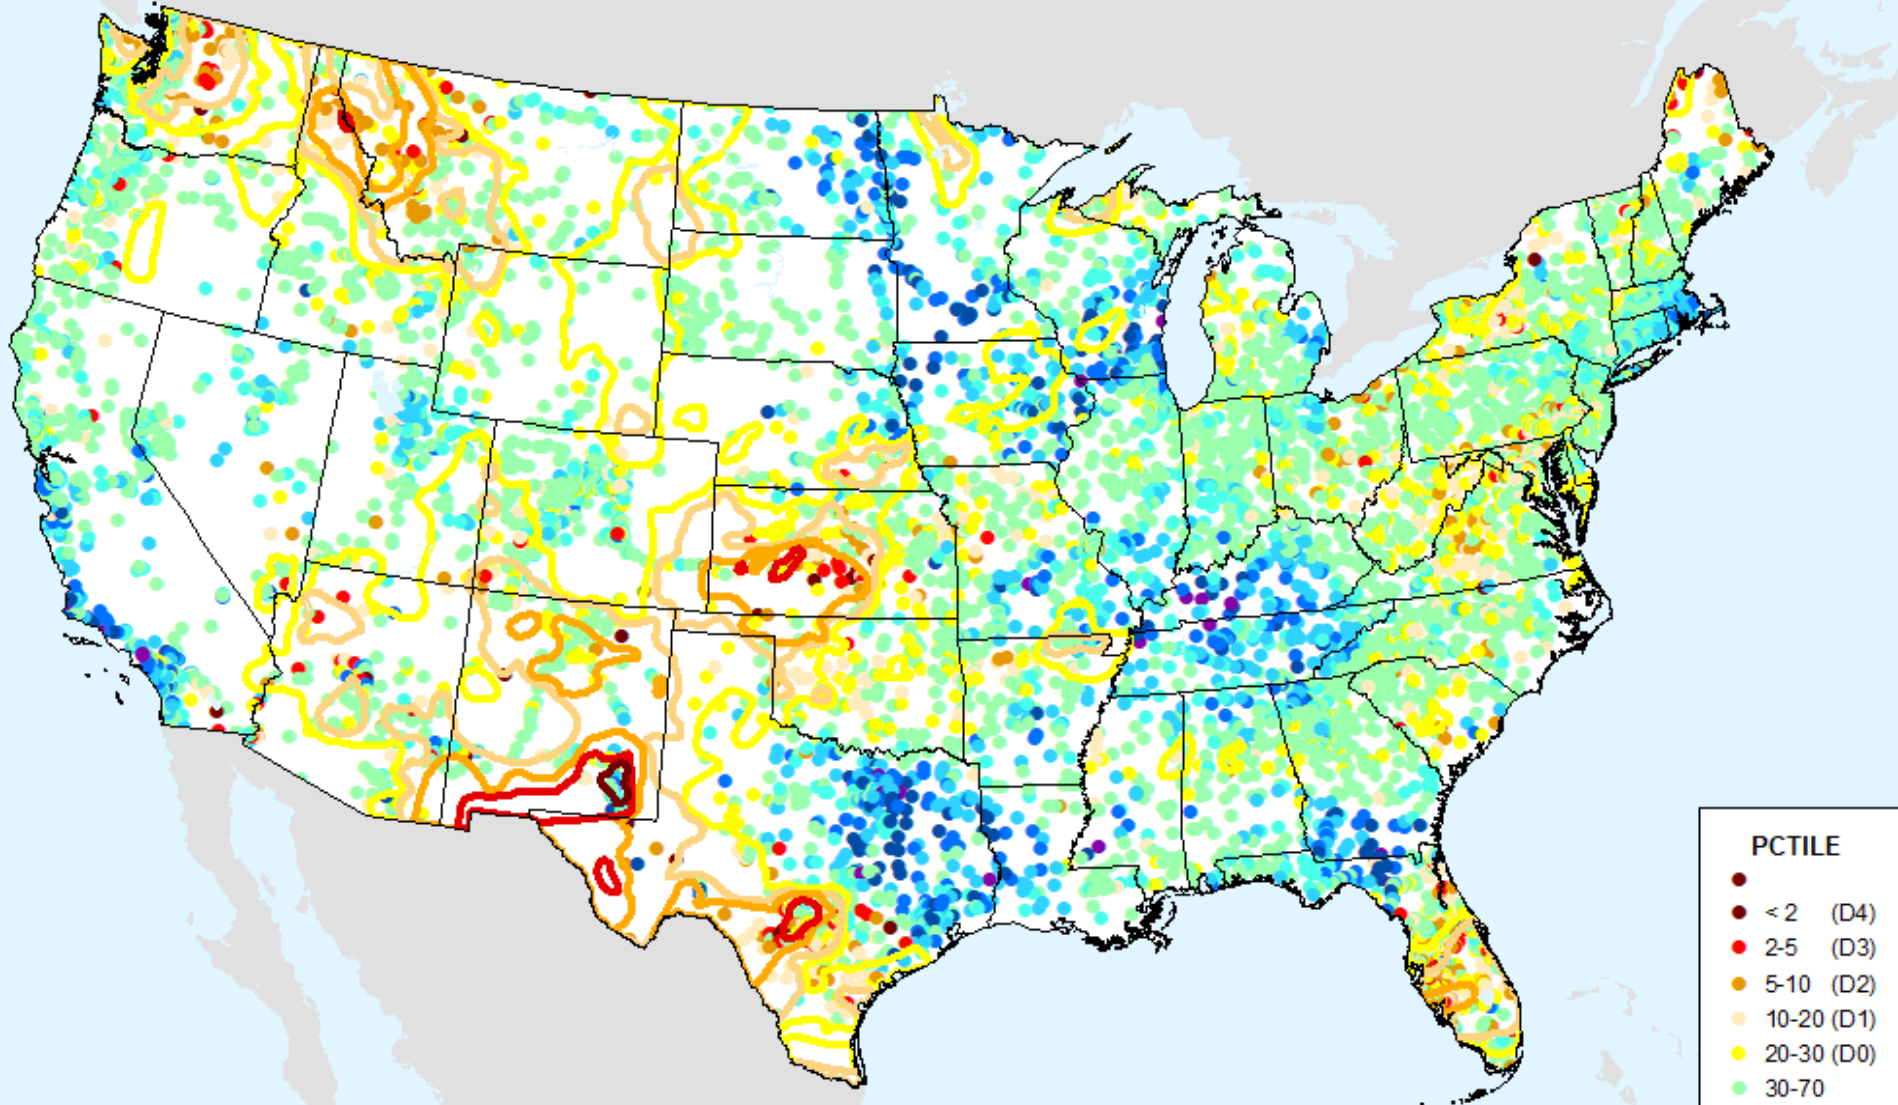 PCTILE
< 2 (D4)
2-5 (D3)
5-10 (D2)
10-20 (D1)
20-30 (D0)
30-70